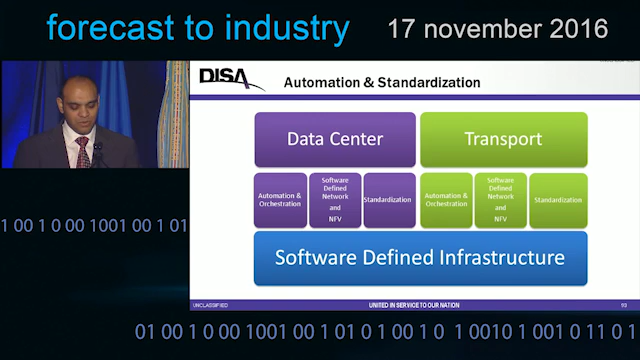 forecast to industry
17 november 2016
DISA
Automation & Standardization
Data Center
Transport
Automation &
Orchestration
Software
Defined
Network
and
NFV
Standardization
Automation &
Orchestration
Software
Defined
Network
and
NFV
Standardization
Software Defined Infrastructure
UNCLASSIFIED
UNITED IN SERVICE TO OUR NATION
93
1 00 1 0 00 1001 00 1 01
01 00 1 0 00 1001 00 1 01 0 1 00 1 0 1 0010 1 001 0 11 0 1